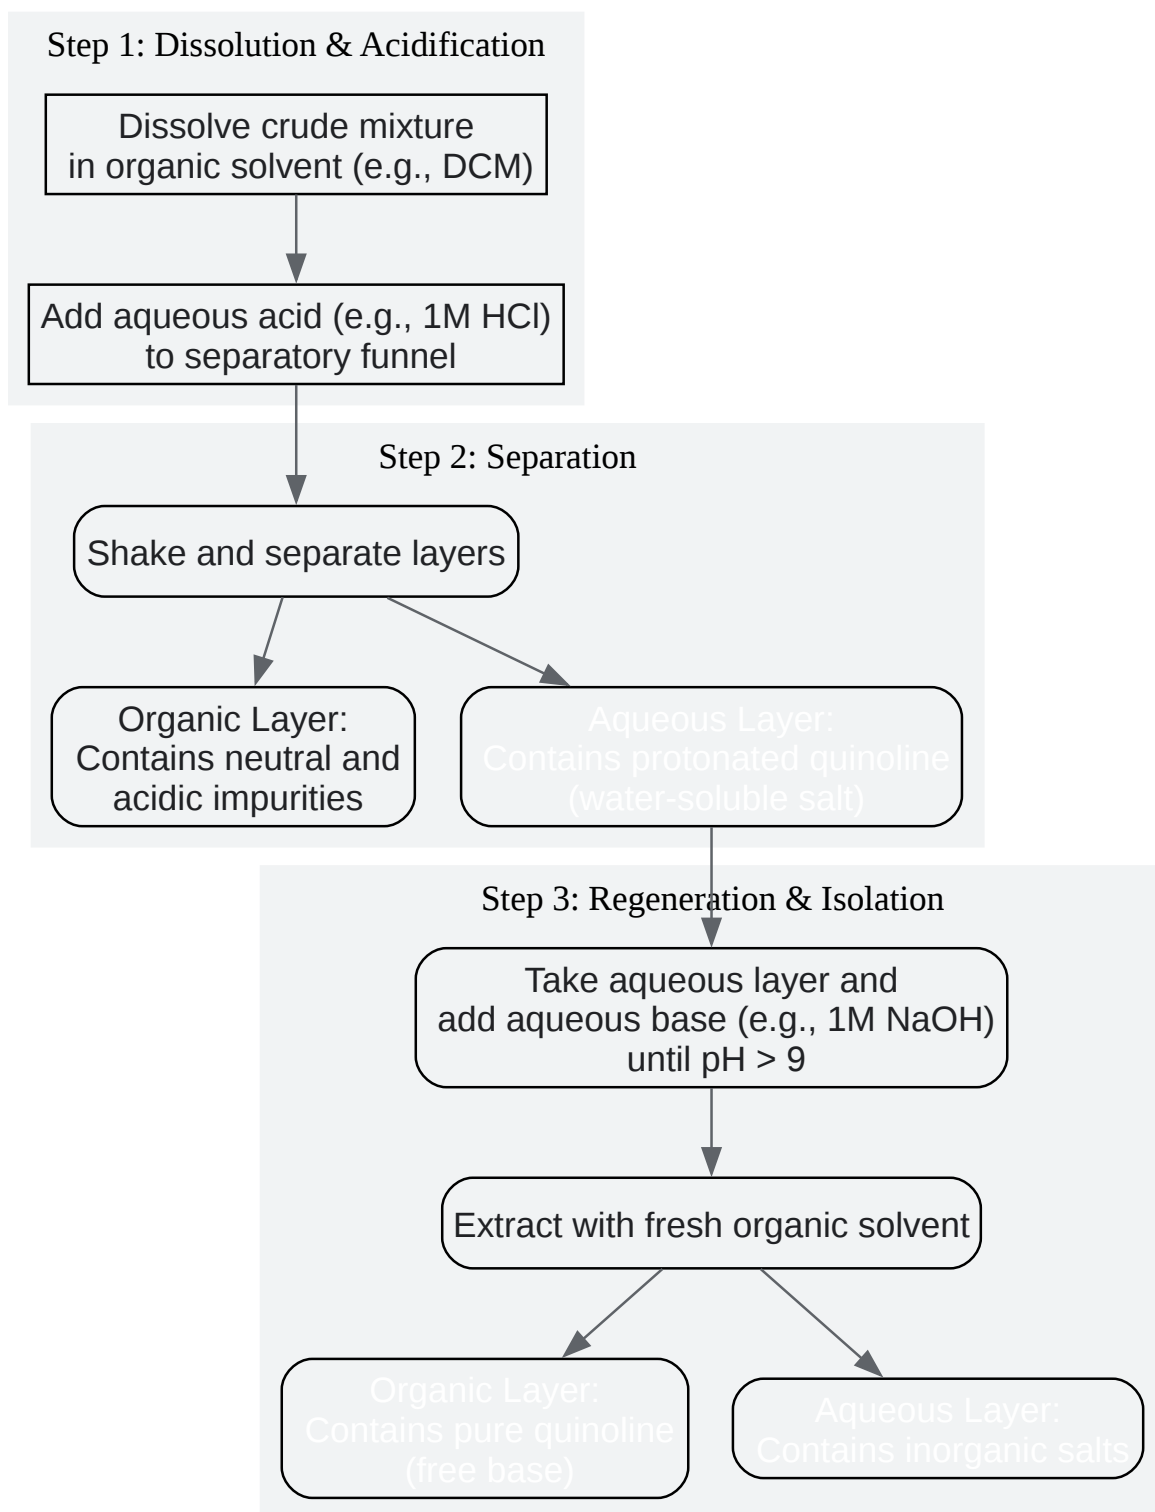 Step 1: Dissolution & Acidification
Dissolve crude mixture
in organic solvent (e.g., DCM)
Add aqueous acid (e.g., 1M HCl)
to separatory funnel
Step 2: Separation
Shake and separate layers
Organic Layer:
Contains neutral and
acidic impurities
Aqueous Layer:
Contains protonated quinoline
(water-soluble salt)
Step 3: Regeneration & Isolation
Take aqueous layer and
add aqueous base (e.g., 1M NaOH)
until pH > 9
Extract with fresh organic solvent
Organic Layer:
Contains pure quinoline
(free base)
Aqueous Layer:
Contains inorganic salts